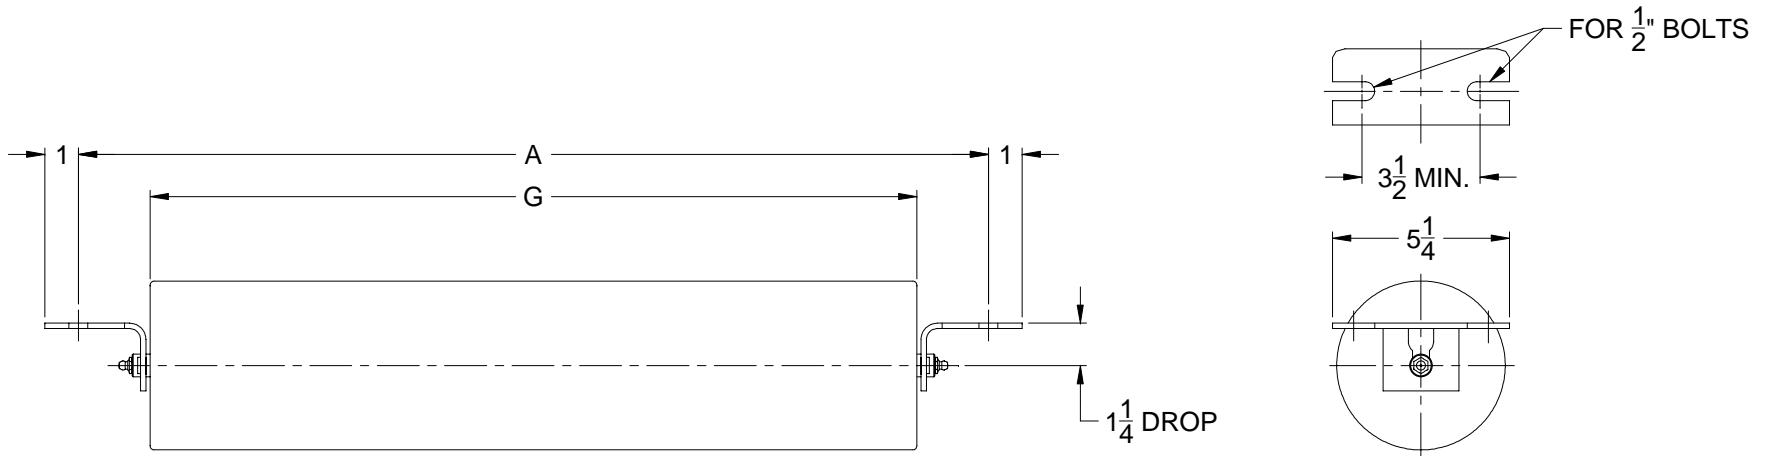 FOR 1/2" BOLTS
1 A 1
3 1/2 MIN.
G
5 1/4
1 1/4 DROP